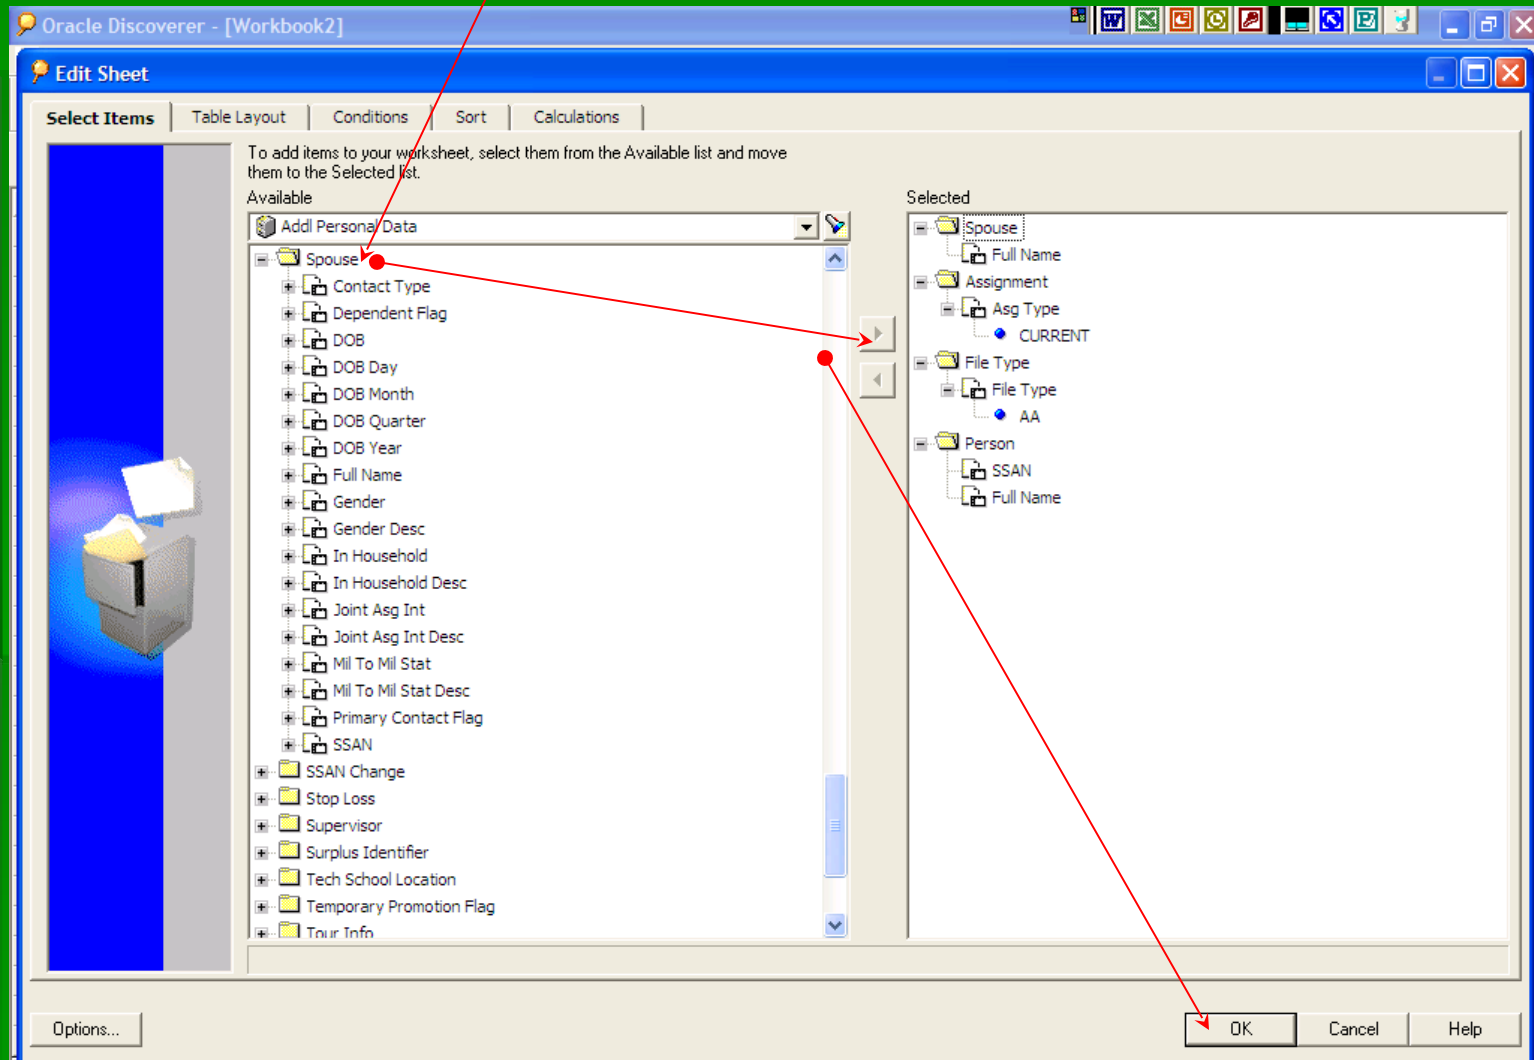 Oracle Discoverer - [Workbook2]
Edit Sheet
Select Items
Table Layout
Conditions
Sort
Calculations
To add items to your worksheet, select them from the Available list and move
them to the Selected list.
Available
Addl Personal Data
Spouse
Contact Type
Dependent Flag
DOB
DOB Day
DOB Month
DOB Quarter
DOB Year
Full Name
Gender
Gender Desc
In Household
In Household Desc
Joint Asg Int
Joint Asg Int Desc
Mil To Mil Stat
Mil To Mil Stat Desc
Primary Contact Flag
SSAN
SSAN Change
Stop Loss
Supervisor
Surplus Identifier
Tech School Location
Temporary Promotion Flag
Tour Info
Selected
Spouse
Full Name
Assignment
Asg Type
CURRENT
File Type
File Type
AA
Person
SSAN
Full Name
Options...
OK
Cancel
Help